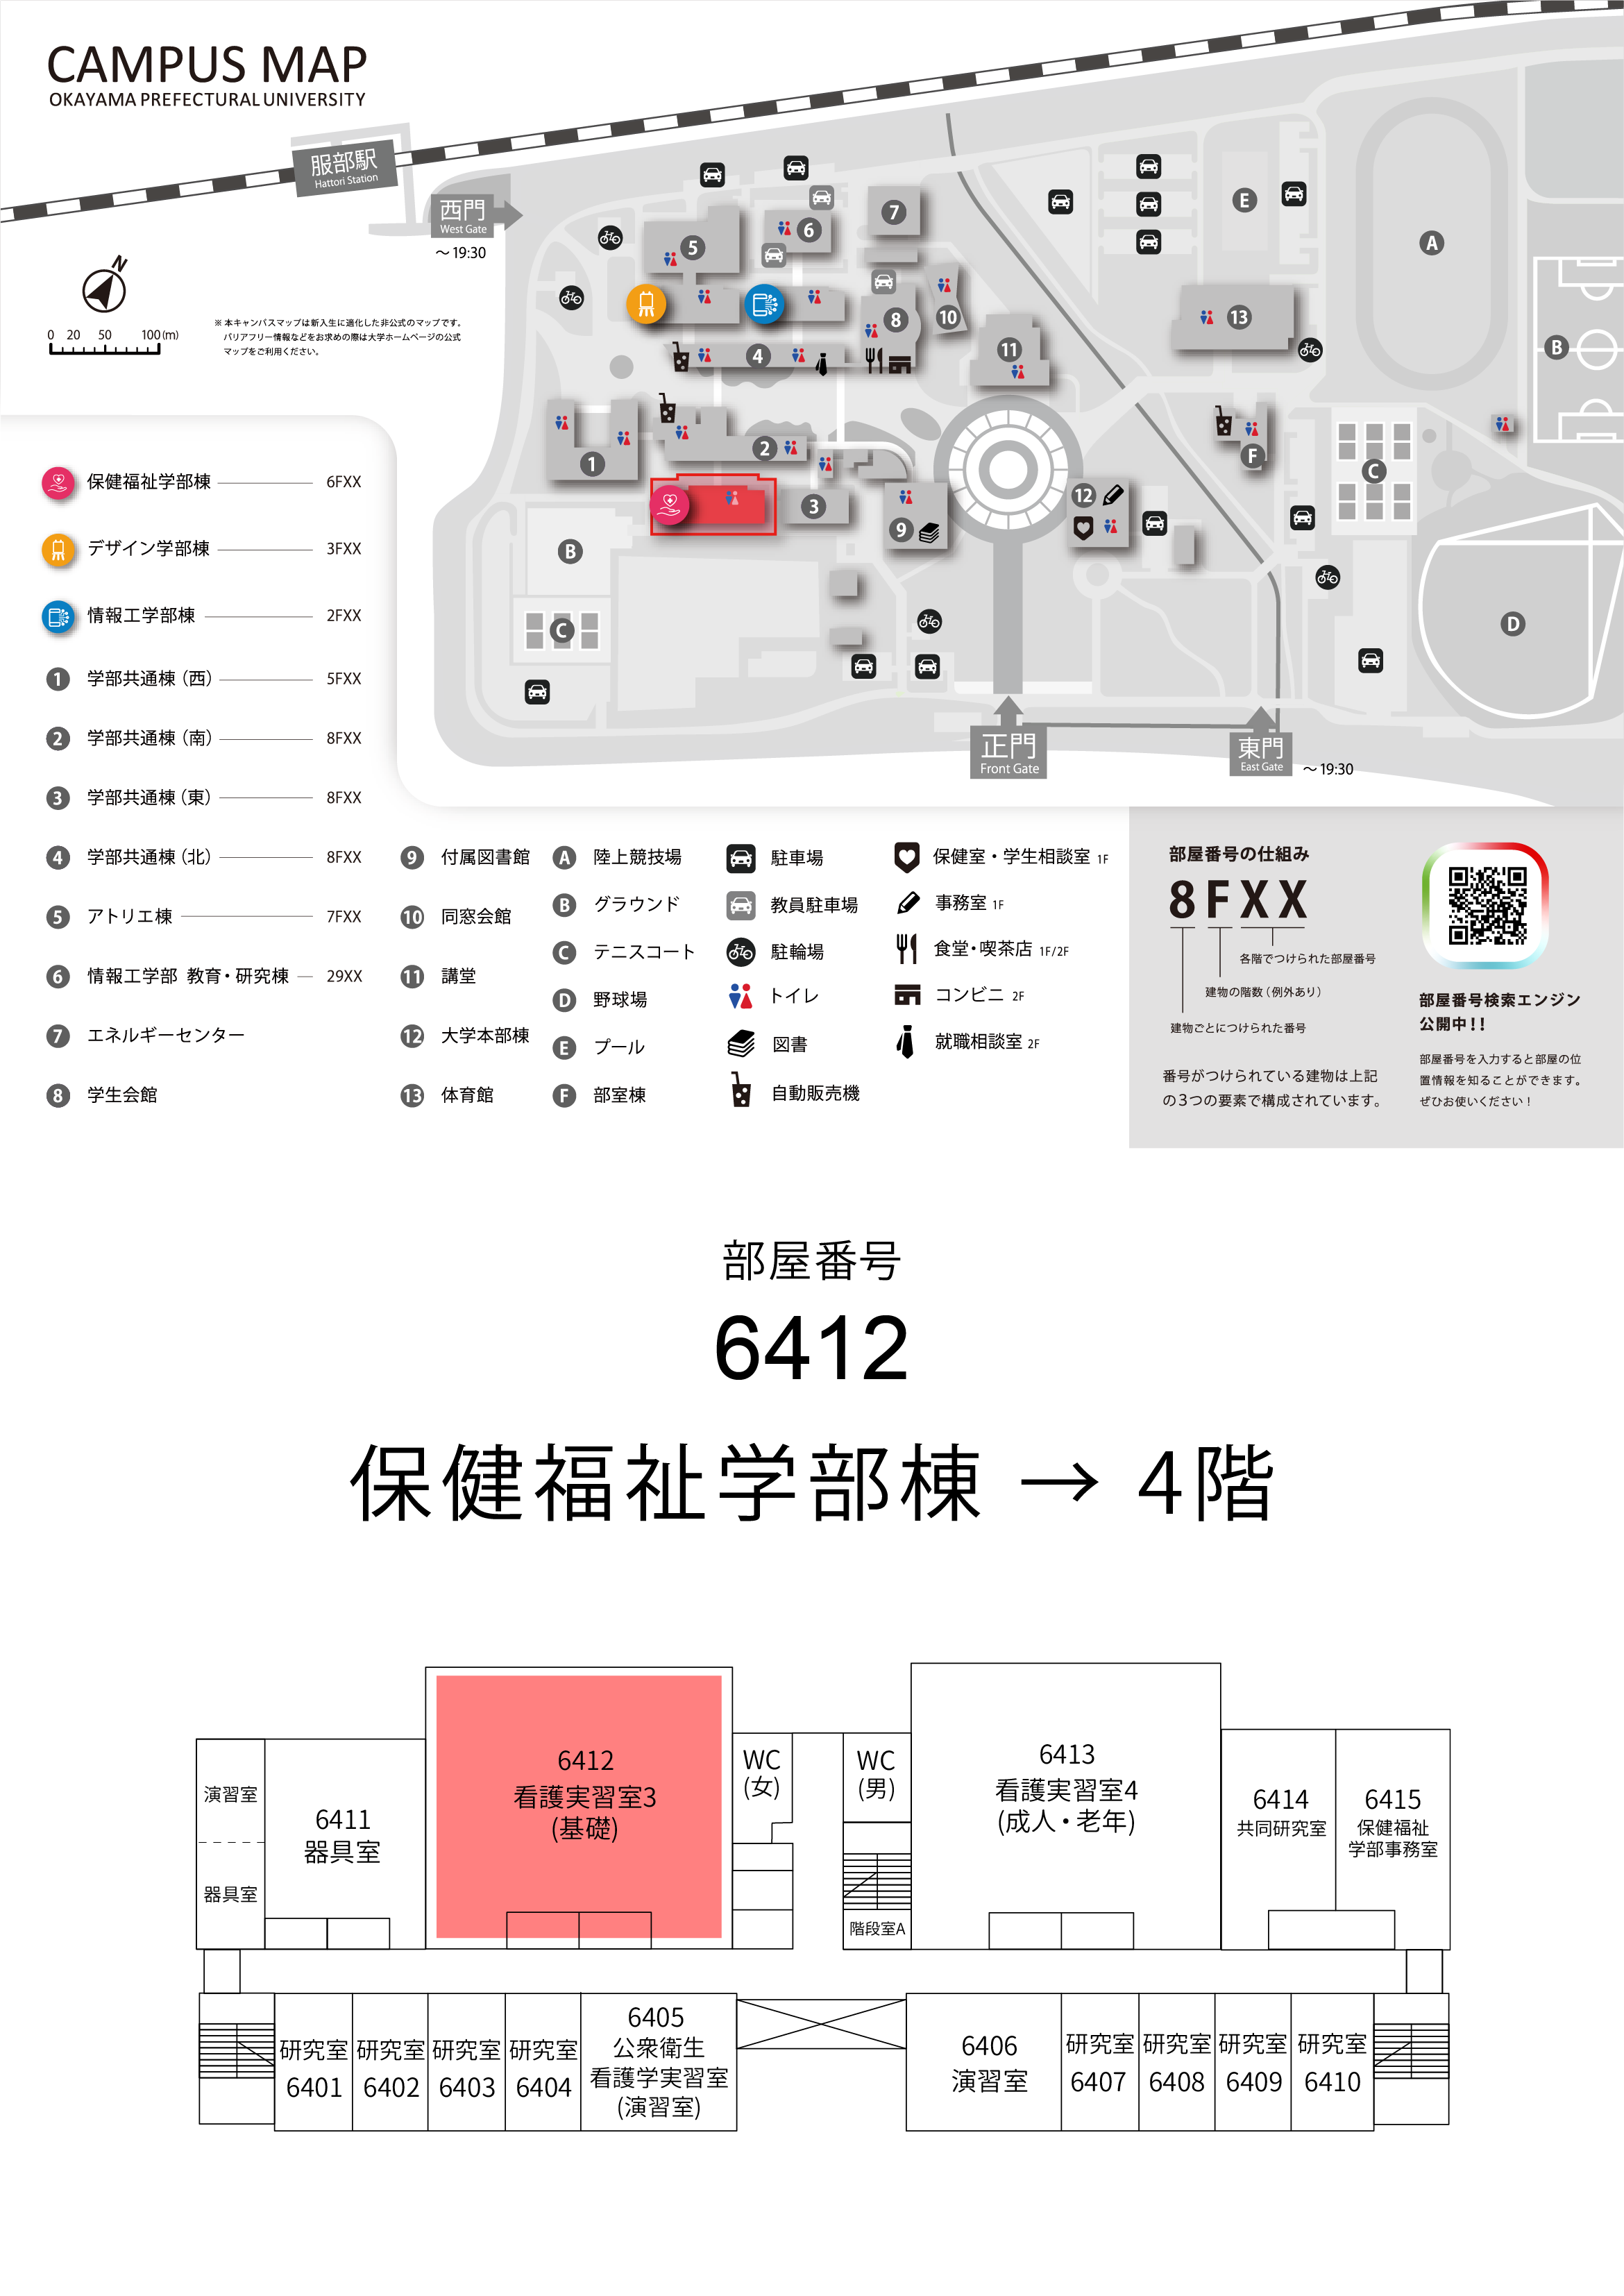 CAMPUS MAP
OKAYAMA PREFECTURAL UNIVERSITY
服部駅
Hattori Station
西門
West Gate
～19:30
N
0 20 50 100(m)
※ 本キャンパスマップは新入生に適化した非公式のマップです。
バリアフリー情報などをお求めの際は大学ホームページの公式
マップをご利用ください。
5
6
7
8
10
4
11
13
E
A
B
1
2
3
9
12
F
C
B
C
D
正門
Front Gate
東門
East Gate
～19:30
保健福祉学部棟 6FXX
デザイン学部棟 3FXX
情報工学部棟 2FXX
1 学部共通棟（西） 5FXX
2 学部共通棟（南） 8FXX
3 学部共通棟（東） 8FXX
4 学部共通棟（北） 8FXX
5 アトリエ棟 7FXX
6 情報工学部 教育・研究棟 29XX
7 エネルギーセンター
8 学生会館
9 付属図書館
10 同窓会館
11 講堂
12 大学本部棟
13 体育館
A 陸上競技場
B グラウンド
C テニスコート
D 野球場
E プール
F 部室棟
駐車場
教員駐車場
駐輪場
トイレ
図書
自動販売機
保健室・学生相談室 1F
事務室 1F
食堂・喫茶店 1F/2F
コンビニ 2F
就職相談室 2F
部屋番号の仕組み
8FXX
各階でつけられた部屋番号
建物の階数（例外あり）
建物ごとにつけられた番号
番号がつけられている建物は上記
の3つの要素で構成されています。
部屋番号検索エンジン
公開中!!
部屋番号を入力すると部屋の位
置情報を知ることができます。
ぜひお使いください！
部屋番号
6412
保健福祉学部棟 → 4階
演習室
器具室
6411
器具室
6412
看護実習室3
(基礎)
WC
(女)
WC
(男)
階段室A
6413
看護実習室4
(成人・老年)
6414
共同研究室
6415
保健福祉
学部事務室
研究室
6401
研究室
6402
研究室
6403
研究室
6404
6405
公衆衛生
看護学実習室
(演習室)
6406
演習室
研究室
6407
研究室
6408
研究室
6409
研究室
6410